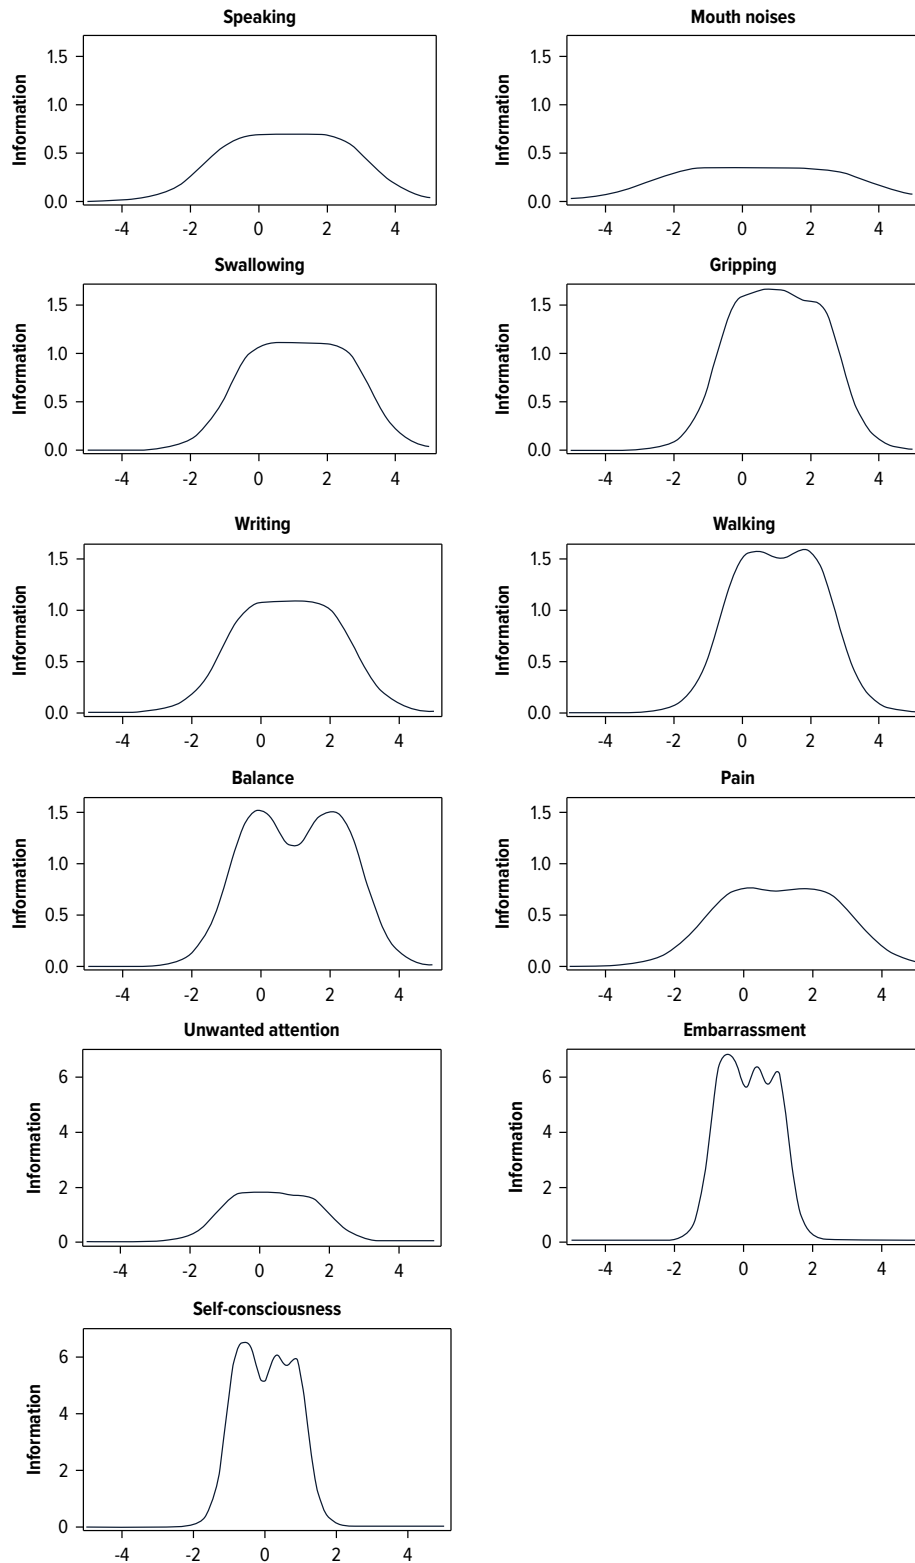 Speaking
Mouth noises
Information
1.5
1.0
0.5
0.0
-4 -2 0 2 4
Information
1.5
1.0
0.5
0.0
-4 -2 0 2 4
Swallowing
Gripping
Information
1.5
1.0
0.5
0.0
-4 -2 0 2 4
Information
1.5
1.0
0.5
0.0
-4 -2 0 2 4
Writing
Walking
Information
1.5
1.0
0.5
0.0
-4 -2 0 2 4
Information
1.5
1.0
0.5
0.0
-4 -2 0 2 4
Balance
Pain
Information
1.5
1.0
0.5
0.0
-4 -2 0 2 4
Information
1.5
1.0
0.5
0.0
-4 -2 0 2 4
Unwanted attention
Embarrassment
Information
6
4
2
0
-4 -2 0 2 4
Information
6
4
2
0
-4 -2 0 2 4
Self-consciousness
Information
6
4
2
0
-4 -2 0 2 4